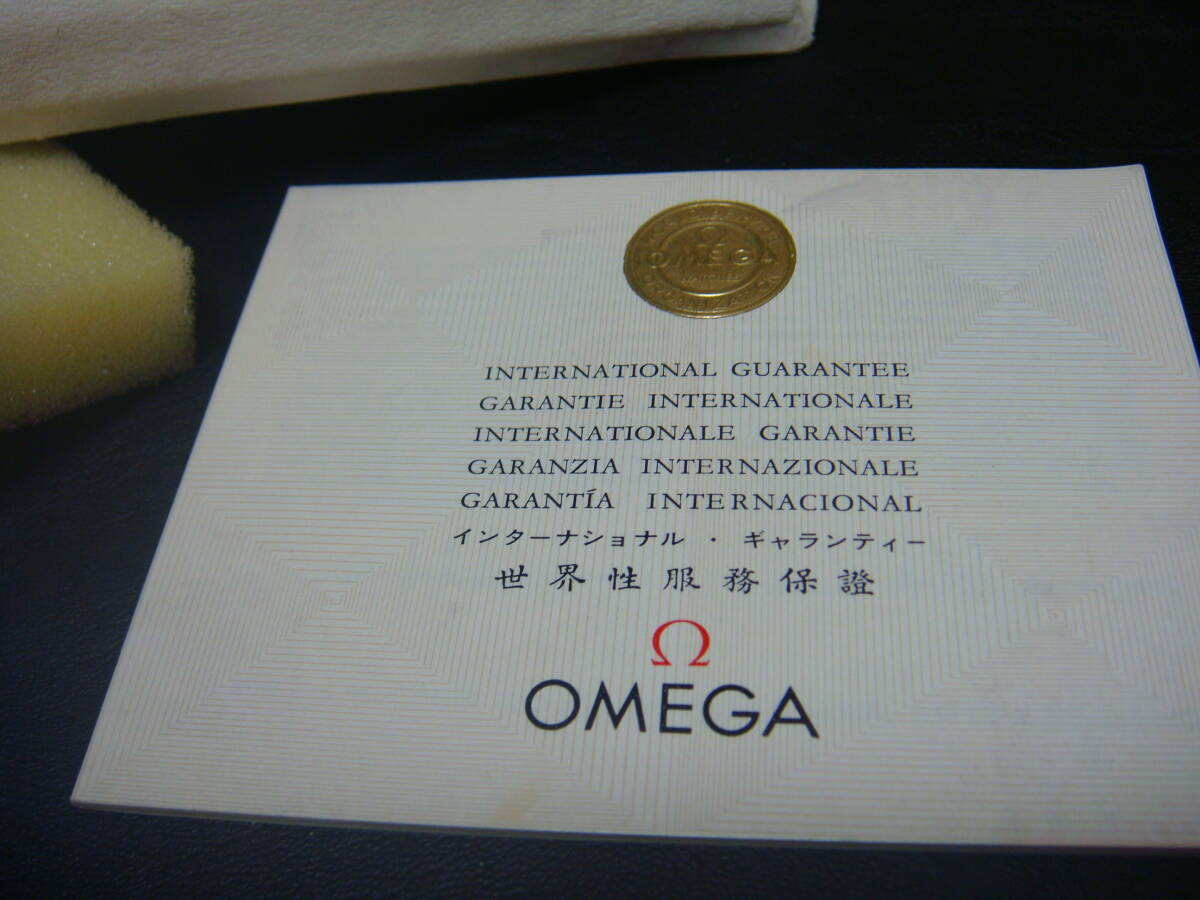 Ω
OMEGA
ORGANIZATION
INTERNATIONAL GUARANTEE
GARANTIE INTERNATIONALE
INTERNATIONALE GARANTIE
GARANZIA INTERNAZIONALE
GARANTÍA INTERNACIONAL
インターナショナル・ギャランティー
世界性服務保證
Ω
OMEGA